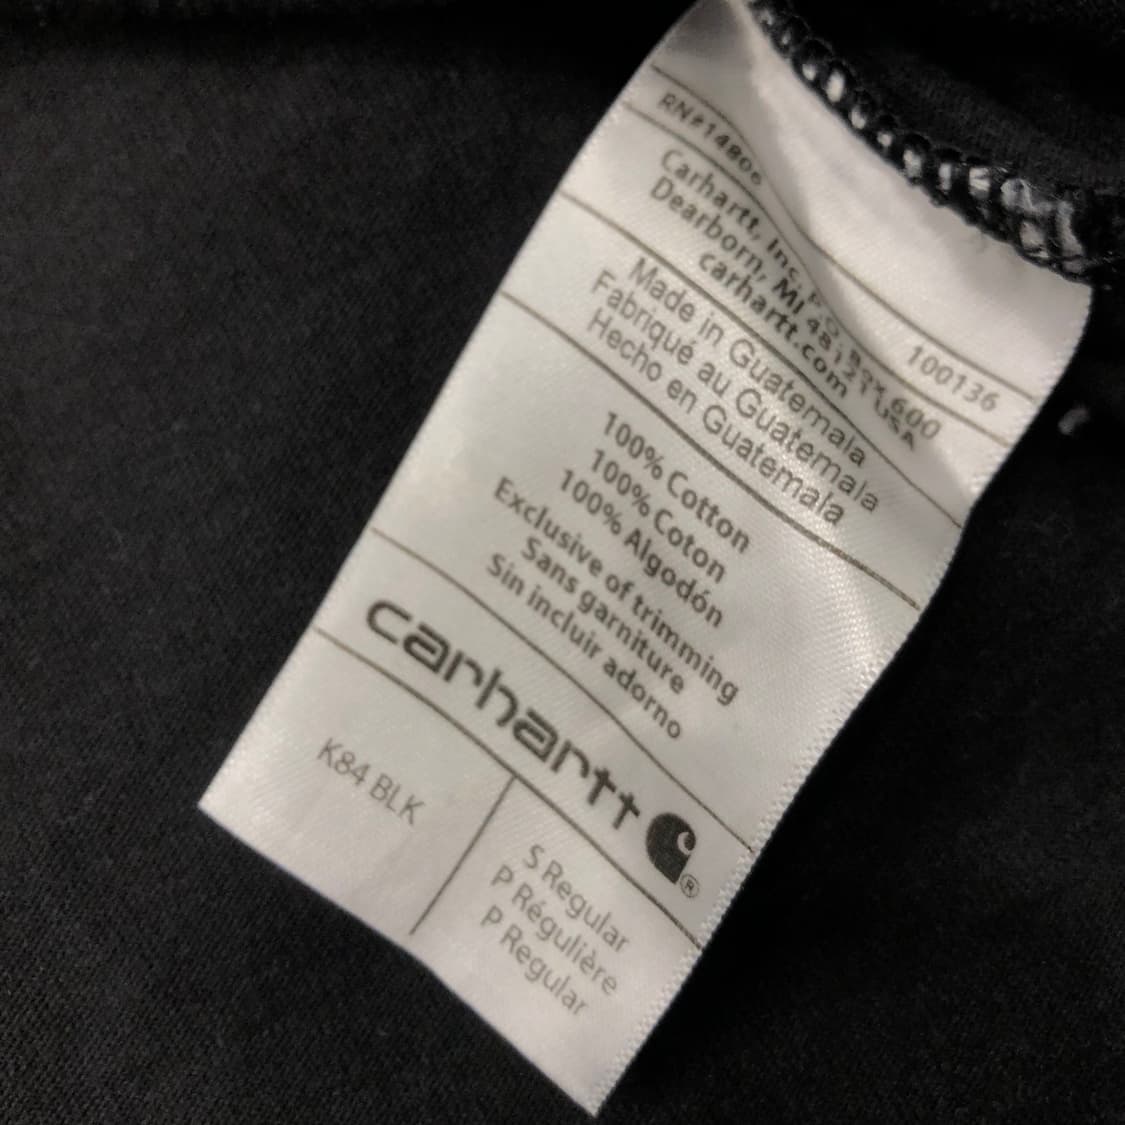 RN#14806
100136
Carhartt, Inc. P.O. Box 600
Dearborn, MI 48121 USA
carhartt.com
Made in Guatemala
Fabriqué au Guatemala
Hecho en Guatemala
100% Cotton
100% Coton
100% Algodón
Exclusive of trimming
Sans garniture
Sin incluir adorno
carhartt ®
K84 BLK
S Regular
P Régulière
P Regular